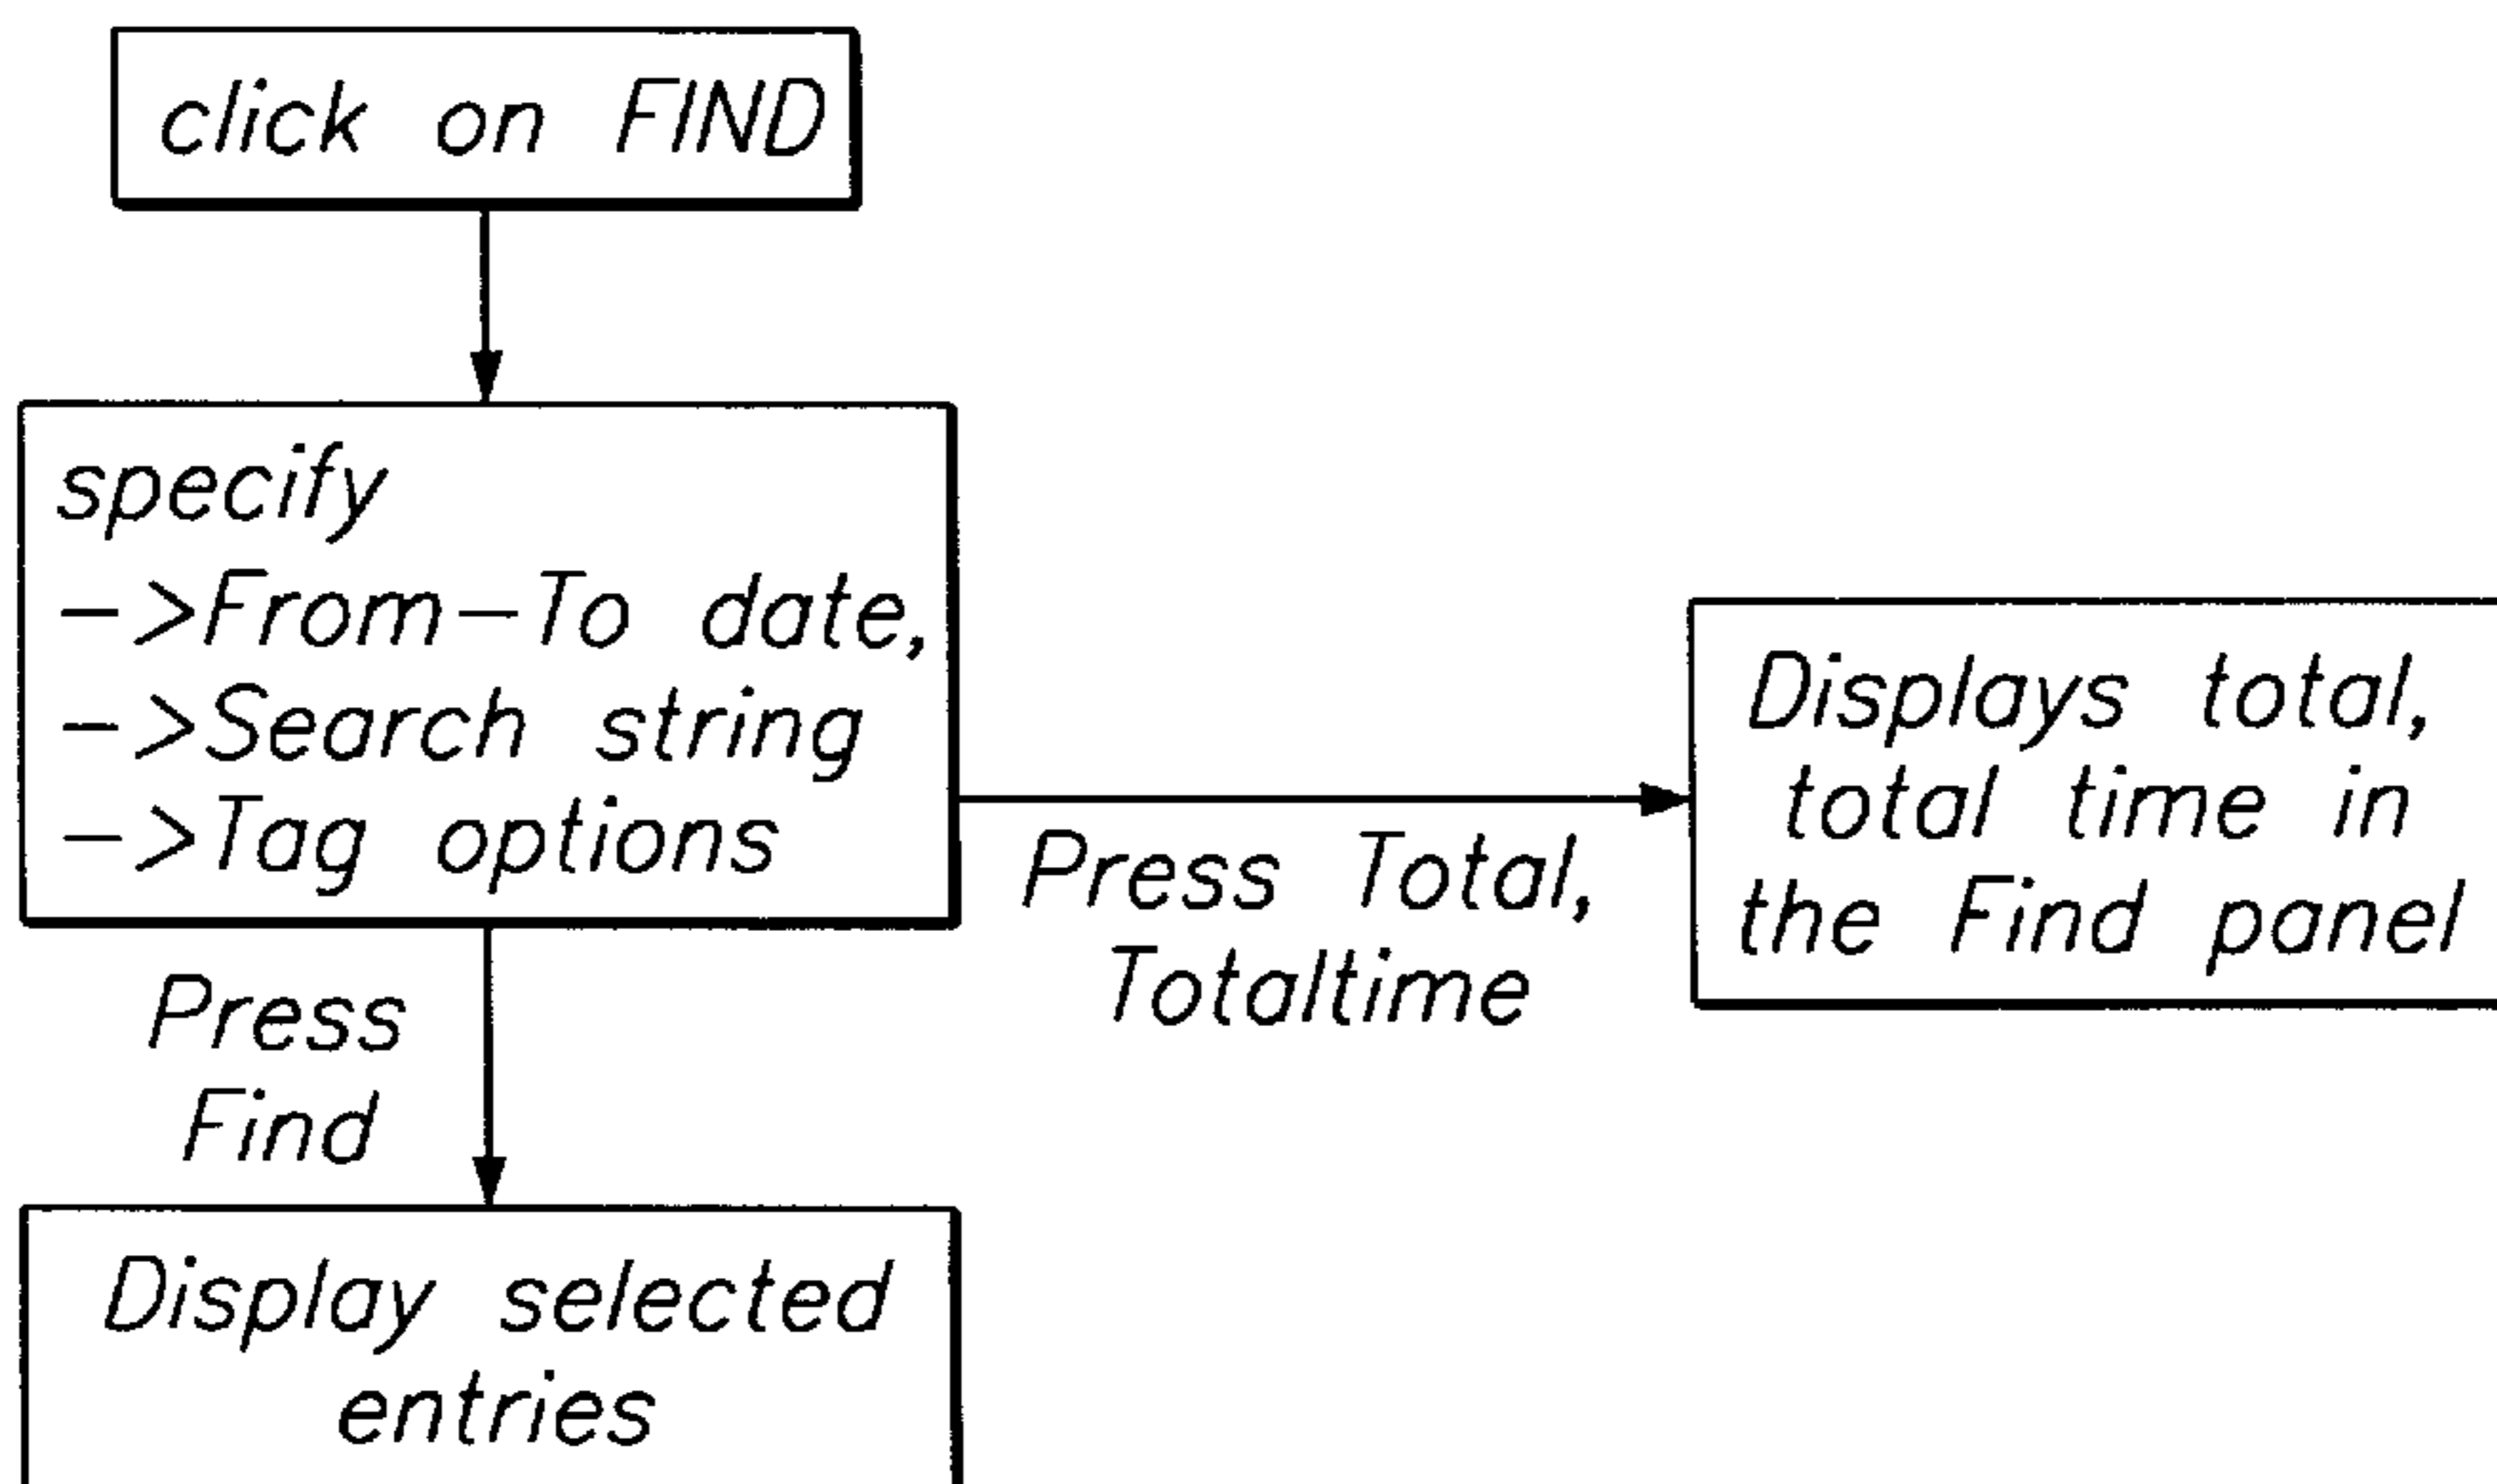 click on FIND
specify
->From-To date,
->Search string
->Tag options
Press Total,
Totaltime
Displays total,
total time in
the Find panel
Press
Find
Display selected
entries